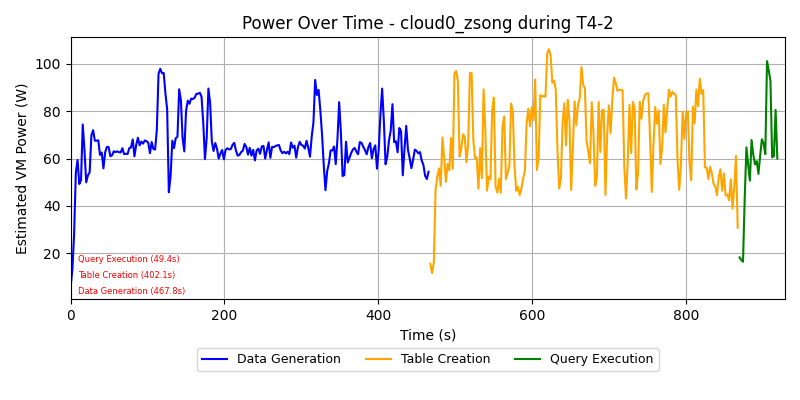 Power Over Time - cloud0_zsong during T4-2
Estimated VM Power (W)
100
80
60
40
20
Query Execution (49.4s)
Table Creation (402.1s)
Data Generation (467.8s)
0 200 400 600 800
Time (s)
Data Generation Table Creation Query Execution